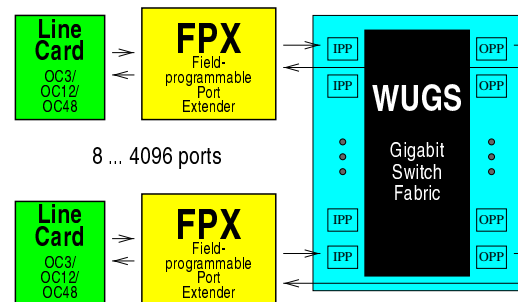 Line
Card
OC3/
OC12/
OC48
FPX
Field-
programmable
Port
Extender
IPP
IPP
OPP
OPP
WUGS
Gigabit
Switch
Fabric
8 ... 4096 ports
Line
Card
OC3/
OC12/
OC48
FPX
Field-
programmable
Port
Extender
IPP
IPP
OPP
OPP